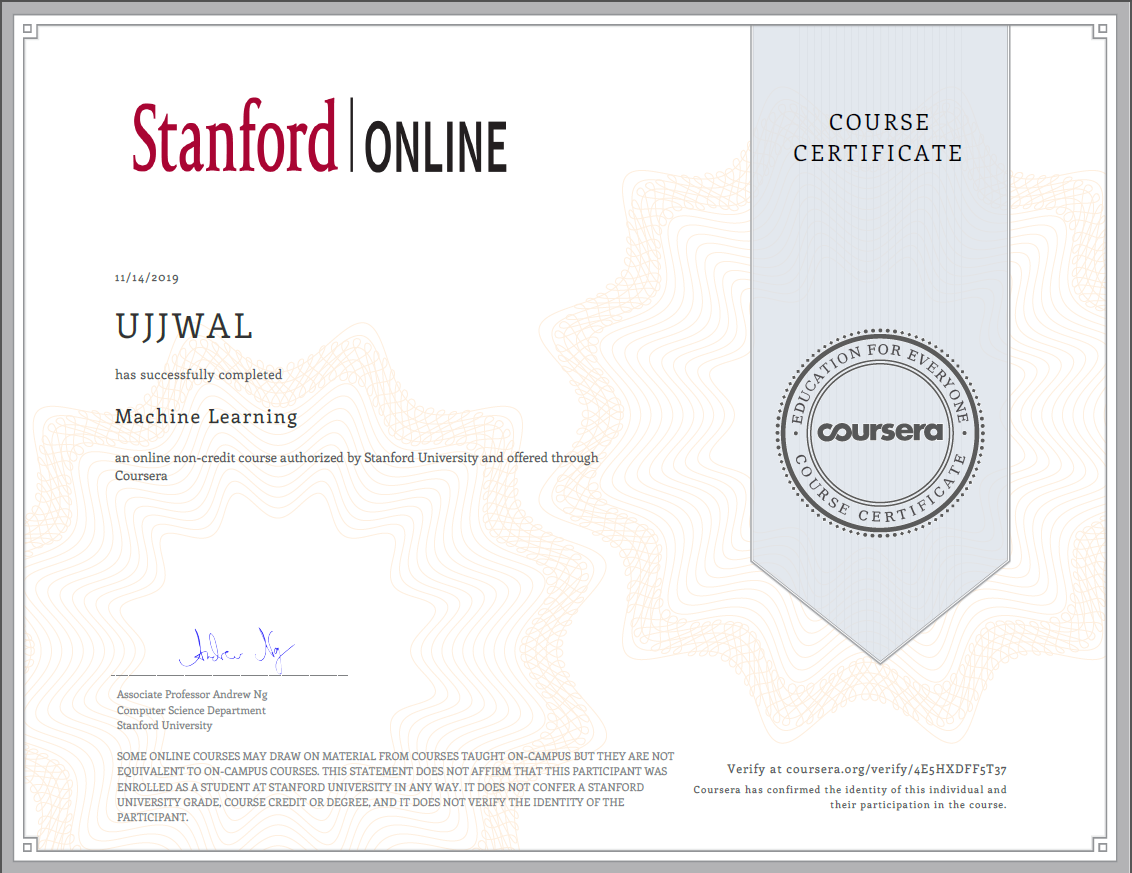 Stanford | ONLINE
COURSE
CERTIFICATE
11/14/2019
UJJWAL
has successfully completed
Machine Learning
an online non-credit course authorized by Stanford University and offered through
Coursera
EDUCATION FOR EVERYONE
coursera
COURSE CERTIFICATE
Andrew Ng
Associate Professor Andrew Ng
Computer Science Department
Stanford University
SOME ONLINE COURSES MAY DRAW ON MATERIAL FROM COURSES TAUGHT ON-CAMPUS BUT THEY ARE NOT
EQUIVALENT TO ON-CAMPUS COURSES. THIS STATEMENT DOES NOT AFFIRM THAT THIS PARTICIPANT WAS
ENROLLED AS A STUDENT AT STANFORD UNIVERSITY IN ANY WAY. IT DOES NOT CONFER A STANFORD
UNIVERSITY GRADE, COURSE CREDIT OR DEGREE, AND IT DOES NOT VERIFY THE IDENTITY OF THE
PARTICIPANT.
Verify at coursera.org/verify/4E5HXDFF5T37
Coursera has confirmed the identity of this individual and
their participation in the course.